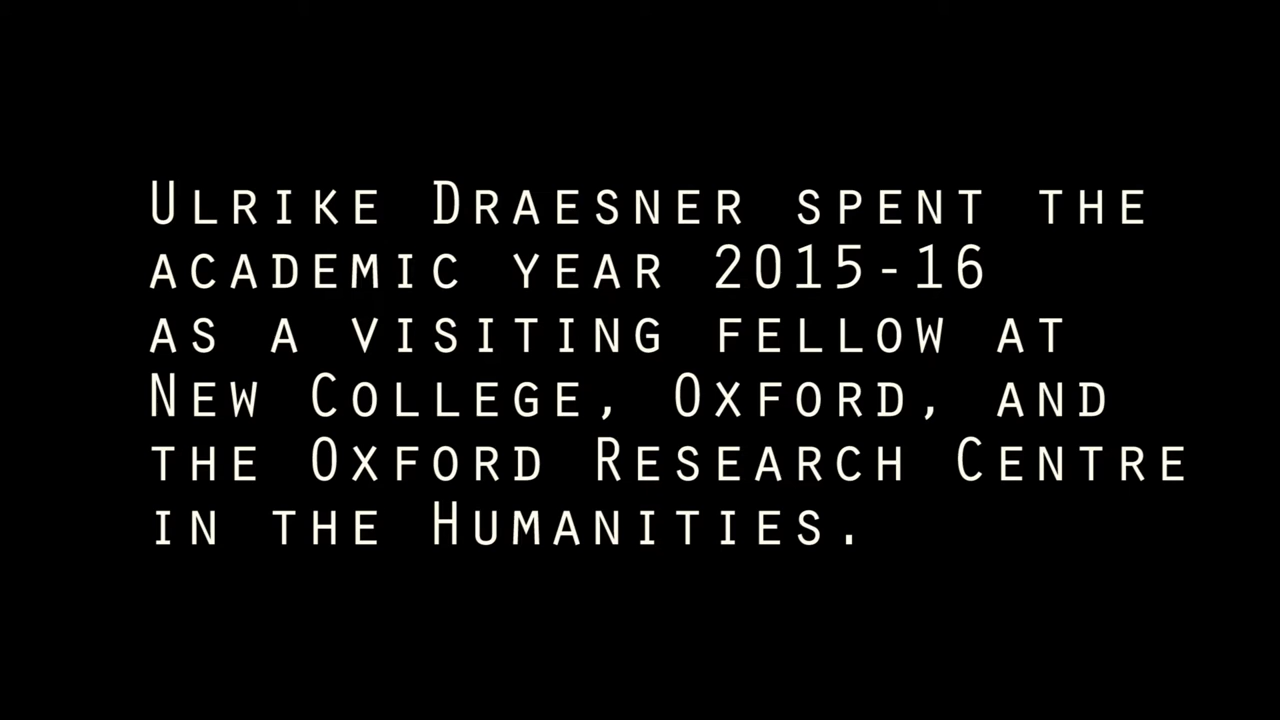 Ulrike Draesner spent the
academic year 2015-16
as a visiting fellow at
New College, Oxford, and
the Oxford Research Centre
in the Humanities.